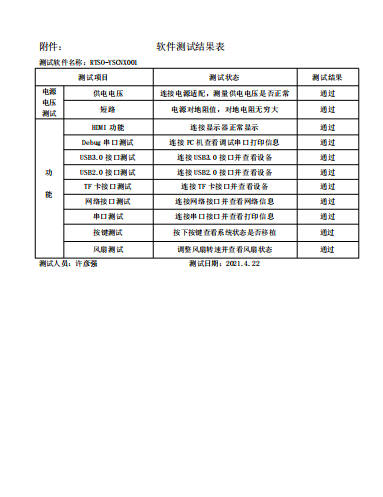 附件： 软件测试结果表
测试软件名称：RTSO-YSCNX001
测试项目 测试状态 测试结果
电源电压测试 供电电压 连接电源适配，测量供电电压是否正常 通过
短路 电源对地阻值，对地电阻无穷大 通过
功能 HIMI 功能 连接显示器正常显示 通过
Debug 串口测试 连接 PC 机查看调试串口打印信息 通过
USB3.0 接口测试 连接 USB3.0 接口并查看设备 通过
USB2.0 接口测试 连接 USB2.0 接口并查看设备 通过
TF 卡接口测试 连接 TF 卡接口并查看设备 通过
网络接口测试 连接网络接口并查看网络信息 通过
串口测试 连接串口接口并查看打印信息 通过
按键测试 按下按键查看系统状态是否移植 通过
风扇测试 调整风扇转速并查看风扇状态 通过
测试人员：许彦强 测试日期：2021.4.22